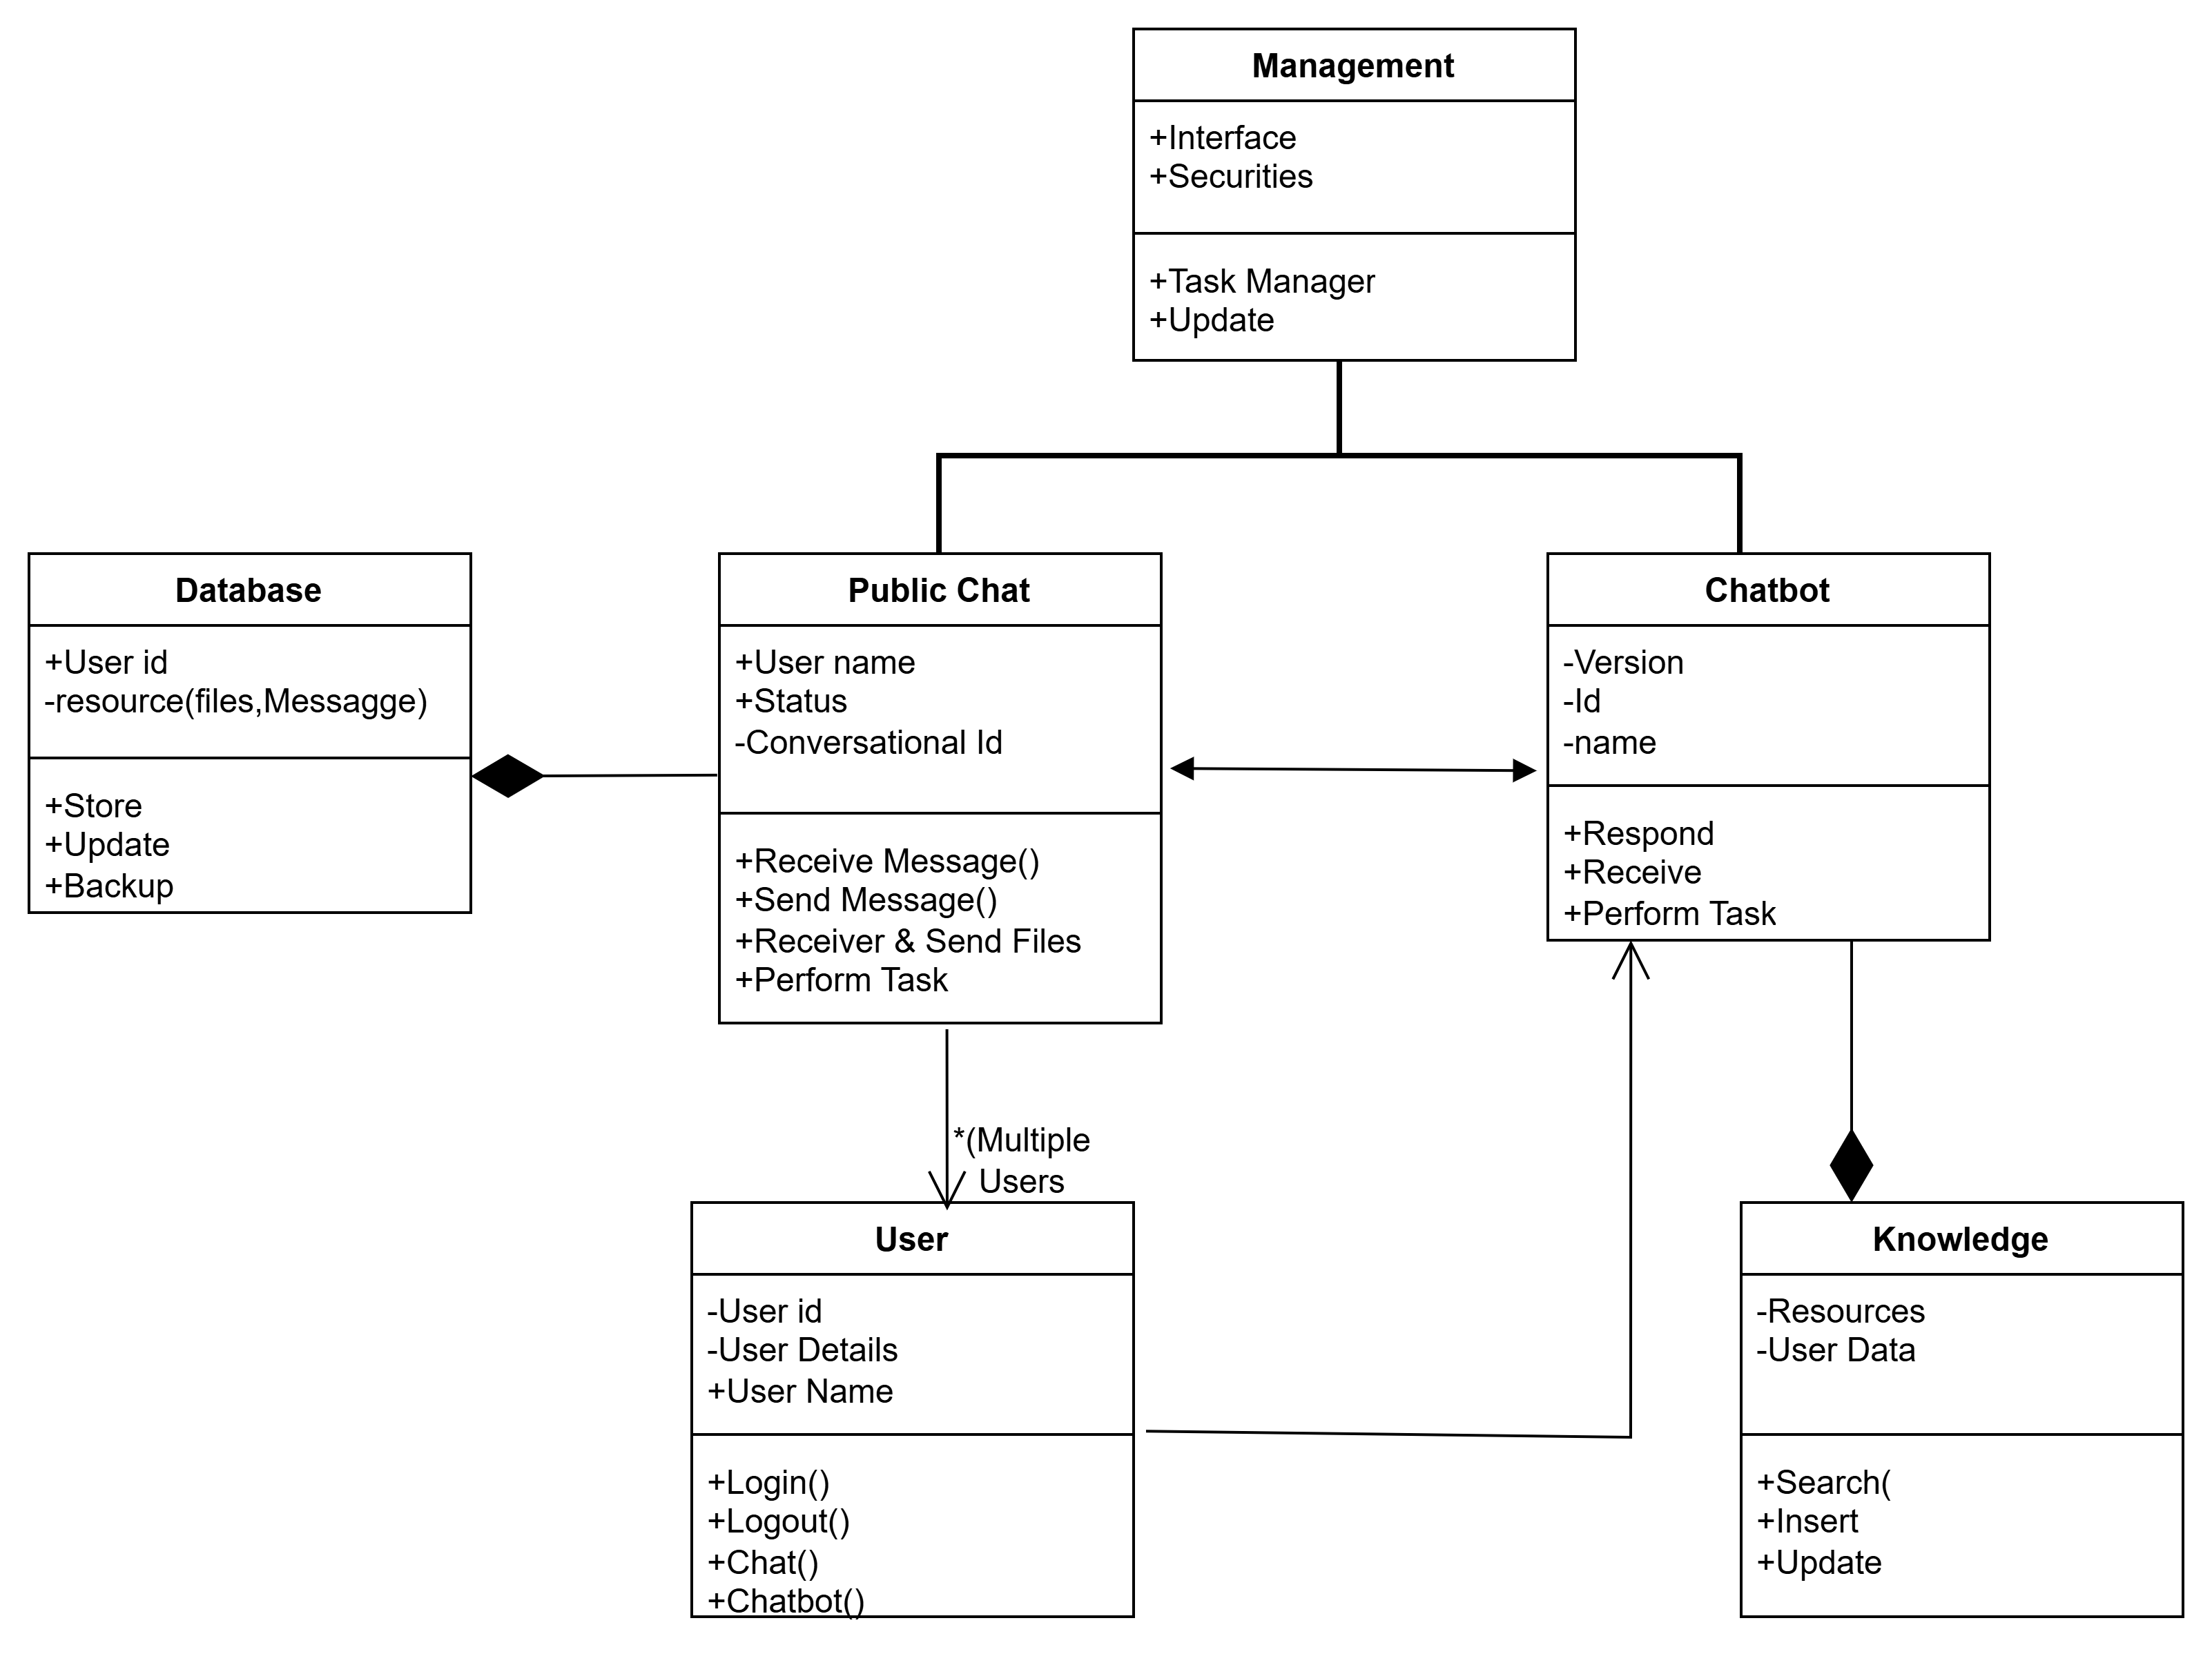 Management
+Interface
+Securities
+Task Manager
+Update
Database
+User id
-resource(files,Messagge)
+Store
+Update
+Backup
Public Chat
+User name
+Status
-Conversational Id
+Receive Message()
+Send Message()
+Receiver & Send Files
+Perform Task
Chatbot
-Version
-Id
-name
+Respond
+Receive
+Perform Task
*(Multiple
Users
User
-User id
-User Details
+User Name
+Login()
+Logout()
+Chat()
+Chatbot()
Knowledge
-Resources
-User Data
+Search(
+Insert
+Update